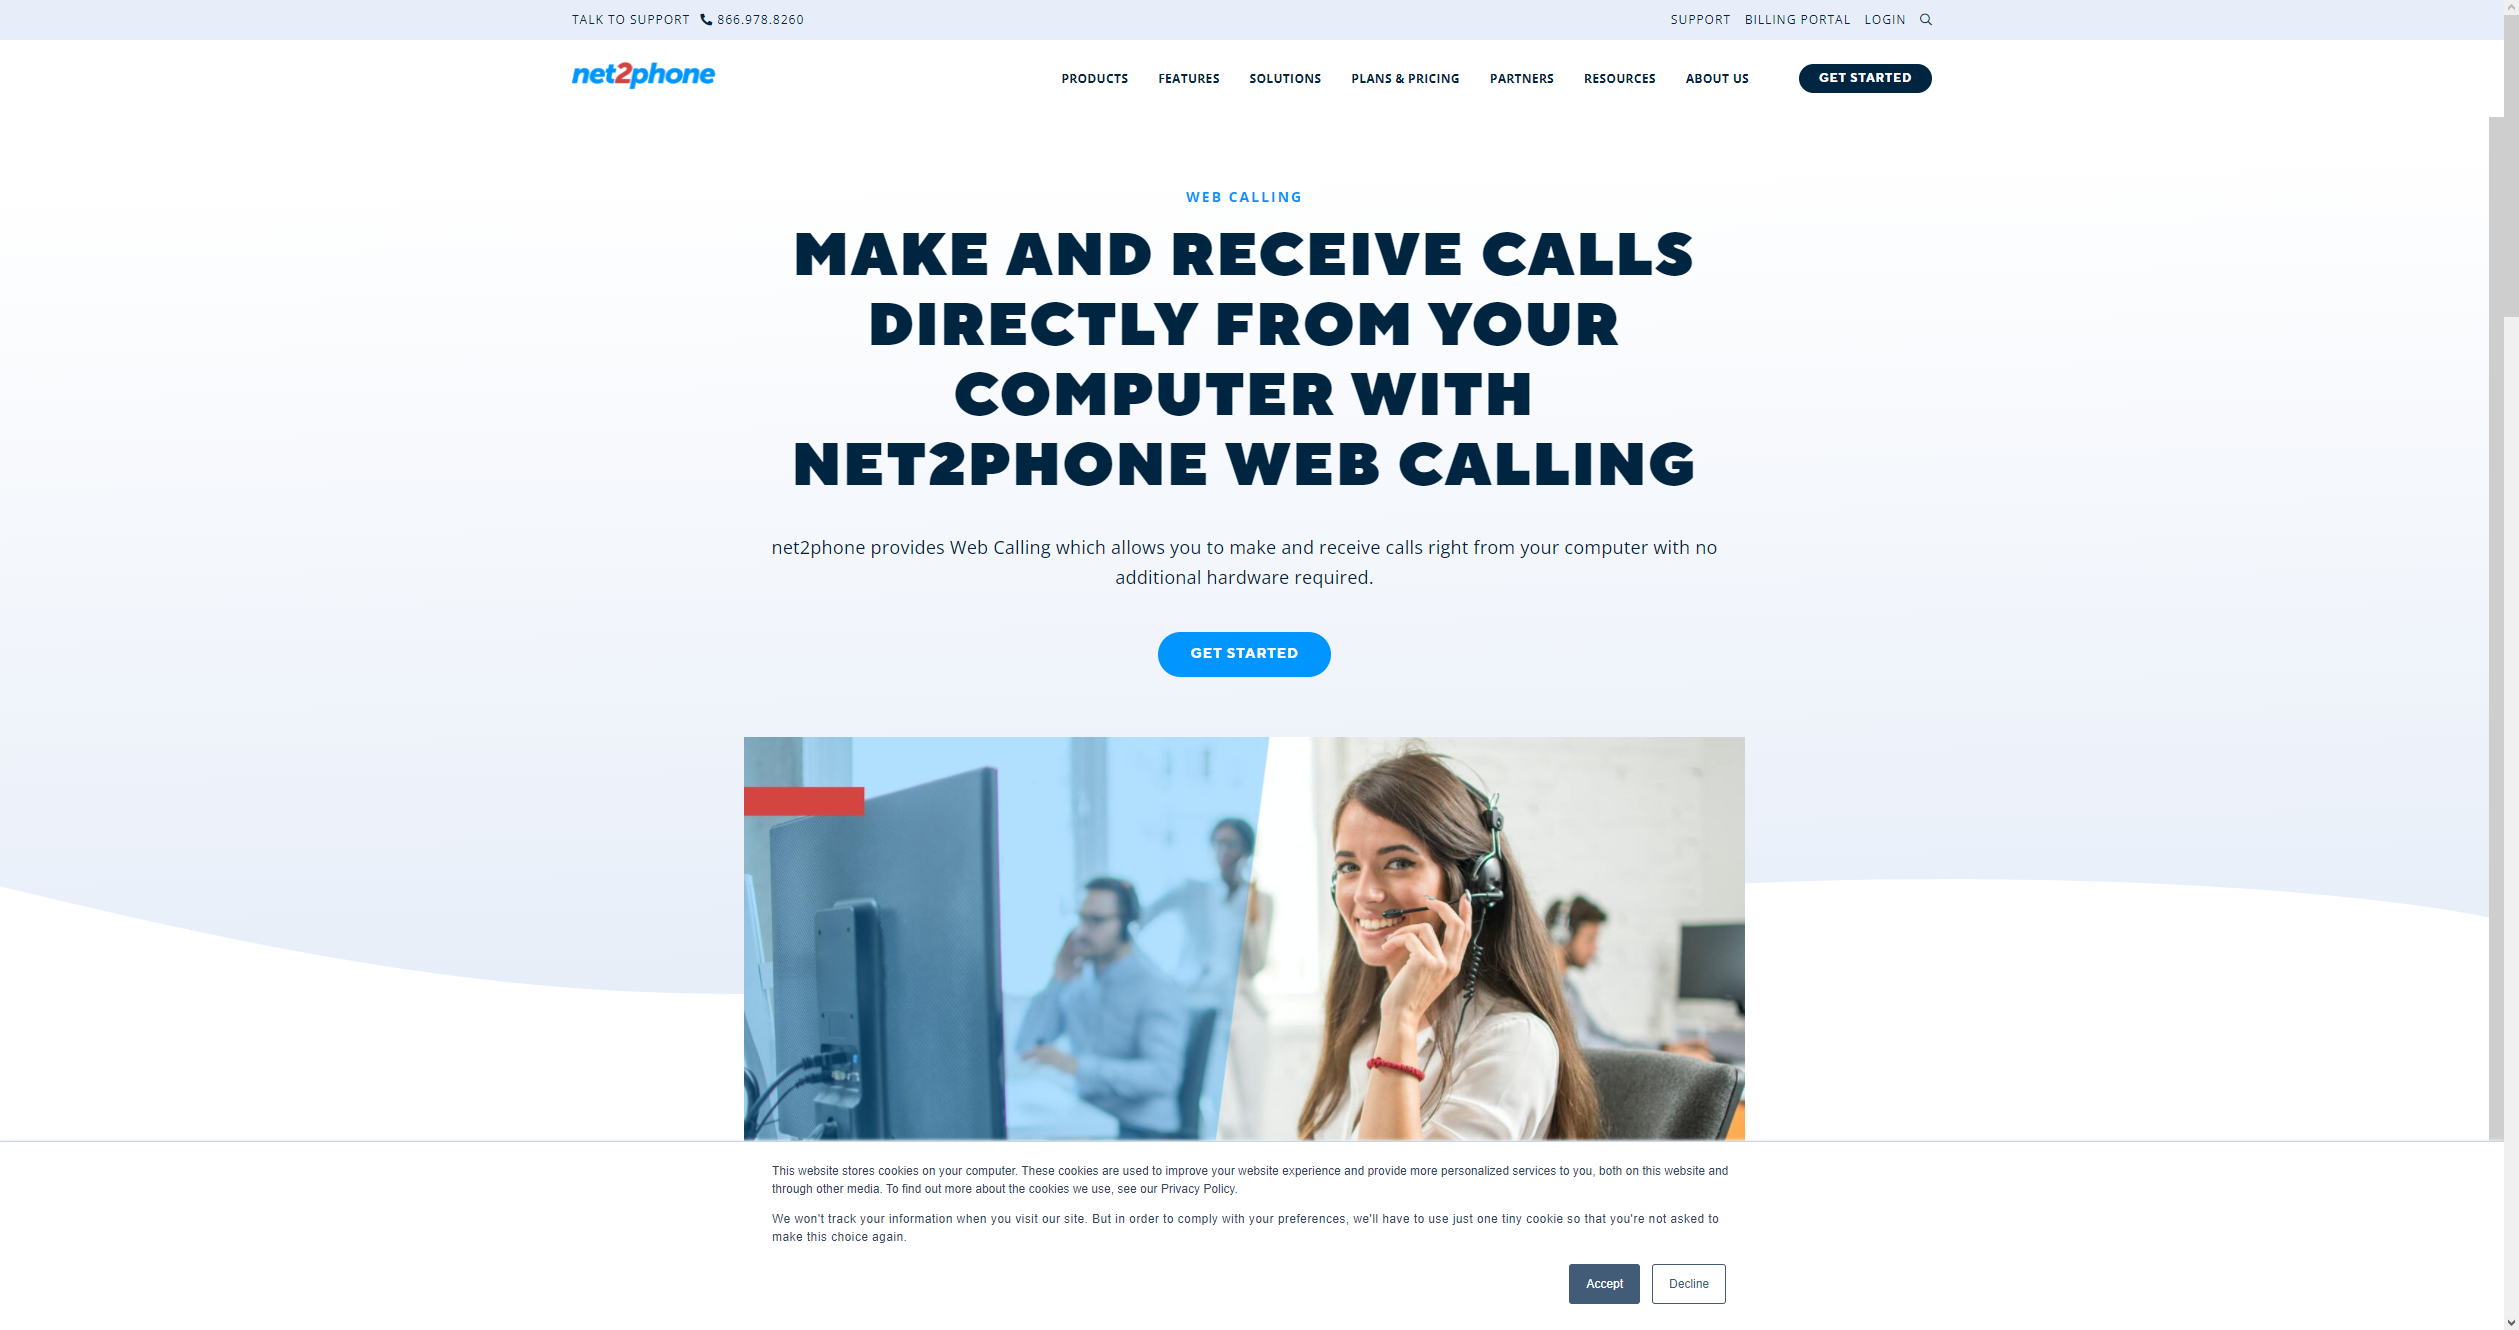 TALK TO SUPPORT 866.978.8260
SUPPORT BILLING PORTAL LOGIN
net2phone
PRODUCTS FEATURES SOLUTIONS PLANS & PRICING PARTNERS RESOURCES ABOUT US GET STARTED
WEB CALLING
MAKE AND RECEIVE CALLS
DIRECTLY FROM YOUR
COMPUTER WITH
NET2PHONE WEB CALLING
net2phone provides Web Calling which allows you to make and receive calls right from your computer with no
additional hardware required.
GET STARTED
This website stores cookies on your computer. These cookies are used to improve your website experience and provide more personalized services to you, both on this website and
through other media. To find out more about the cookies we use, see our Privacy Policy.
We won't track your information when you visit our site. But in order to comply with your preferences, we'll have to use just one tiny cookie so that you're not asked to
make this choice again.
Accept Decline